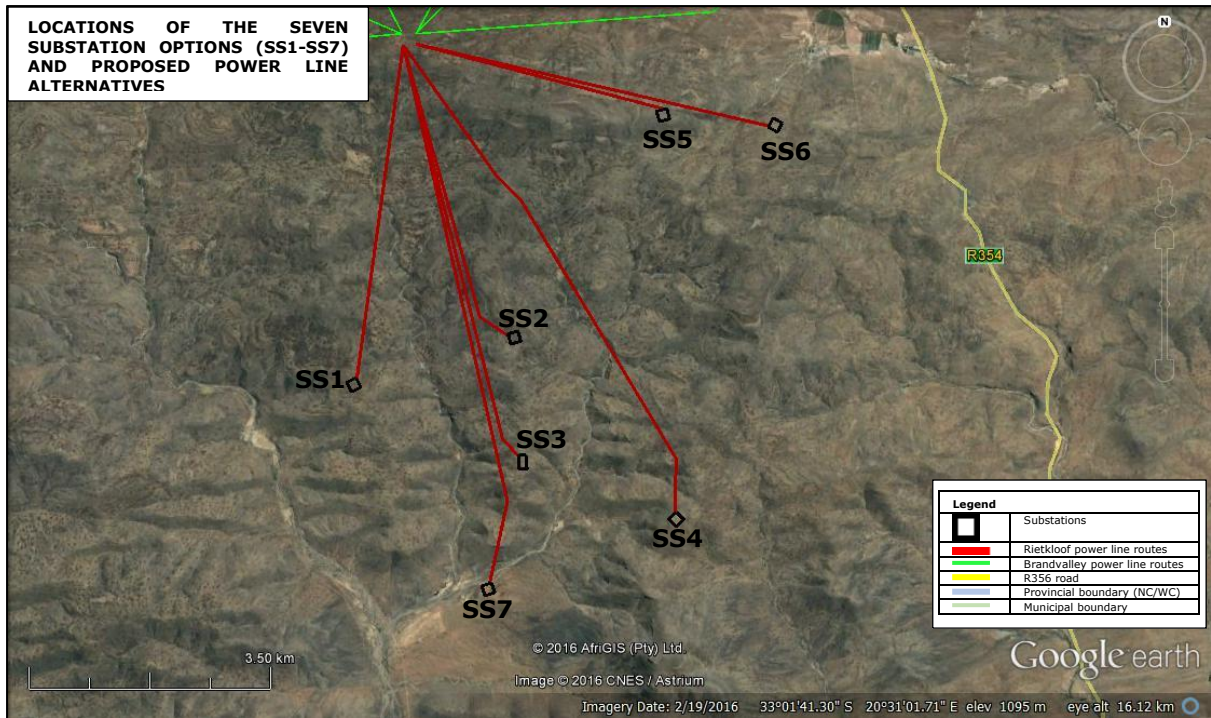 LOCATIONS OF THE SEVEN
SUBSTATION OPTIONS (SS1-SS7)
AND PROPOSED POWER LINE
ALTERNATIVES
N
SS5
SS6
R354
SS2
SS1
SS3
SS4
SS7
Legend
Substations
Rietkloof power line routes
Brandvalley power line routes
R356 road
Provincial boundary (NC/WC)
Municipal boundary
3.50 km
© 2016 AfriGIS (Pty) Ltd.
Image © 2016 CNES / Astrium
Google earth
Imagery Date: 2/19/2016 33°01'41.30" S 20°31'01.71" E elev 1095 m eye alt 16.12 km